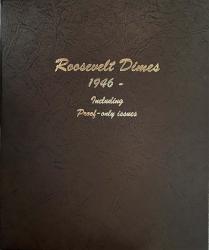 Roosevelt Dimes
1946 -
Including
Proof-only issues